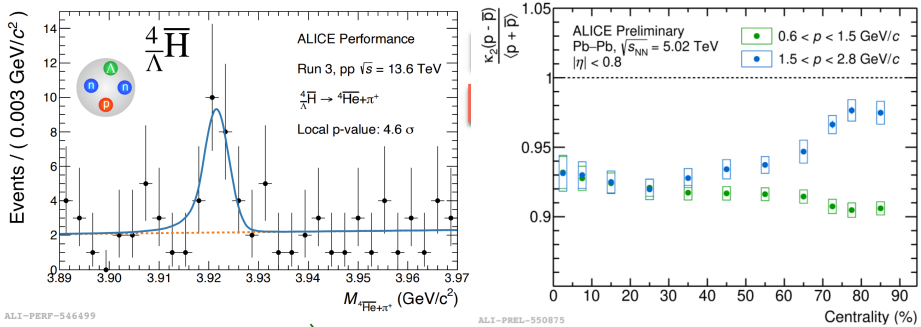 Events / ( 0.003 GeV/c²)
14
12
10
8
6
4
2
0
4/Λ H̅
Λ̅
n̅
n̅
p̅
ALICE Performance
Run 3, pp √s = 13.6 TeV
4/Λ H̅ → ⁴H̅e̅+π⁺
Local p-value: 4.6 σ
3.89 3.90 3.91 3.92 3.93 3.94 3.95 3.96 3.97
M ⁴H̅e̅+π⁺ (GeV/c²)
ALI-PERF-546499
κ₂(p - p̅)
⟨p + p̅⟩
1.05
1
0.95
0.9
ALICE Preliminary
Pb–Pb, √sNN = 5.02 TeV
|η| < 0.8
0.6 < p < 1.5 GeV/c
1.5 < p < 2.8 GeV/c
0 10 20 30 40 50 60 70 80 90
Centrality (%)
ALI-PREL-550875